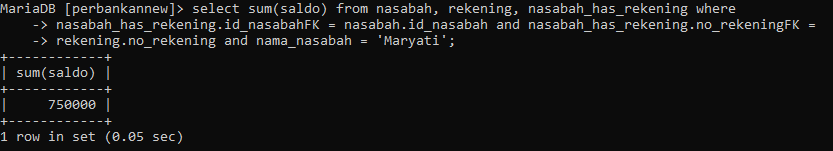 MariaDB [perbankannew]> select sum(saldo) from nasabah, rekening, nasabah_has_rekening where
    -> nasabah_has_rekening.id_nasabahFK = nasabah.id_nasabah and nasabah_has_rekening.no_rekeningFK =
    -> rekening.no_rekening and nama_nasabah = 'Maryati';
+------------+
| sum(saldo) |
+------------+
|     750000 |
+------------+
1 row in set (0.05 sec)